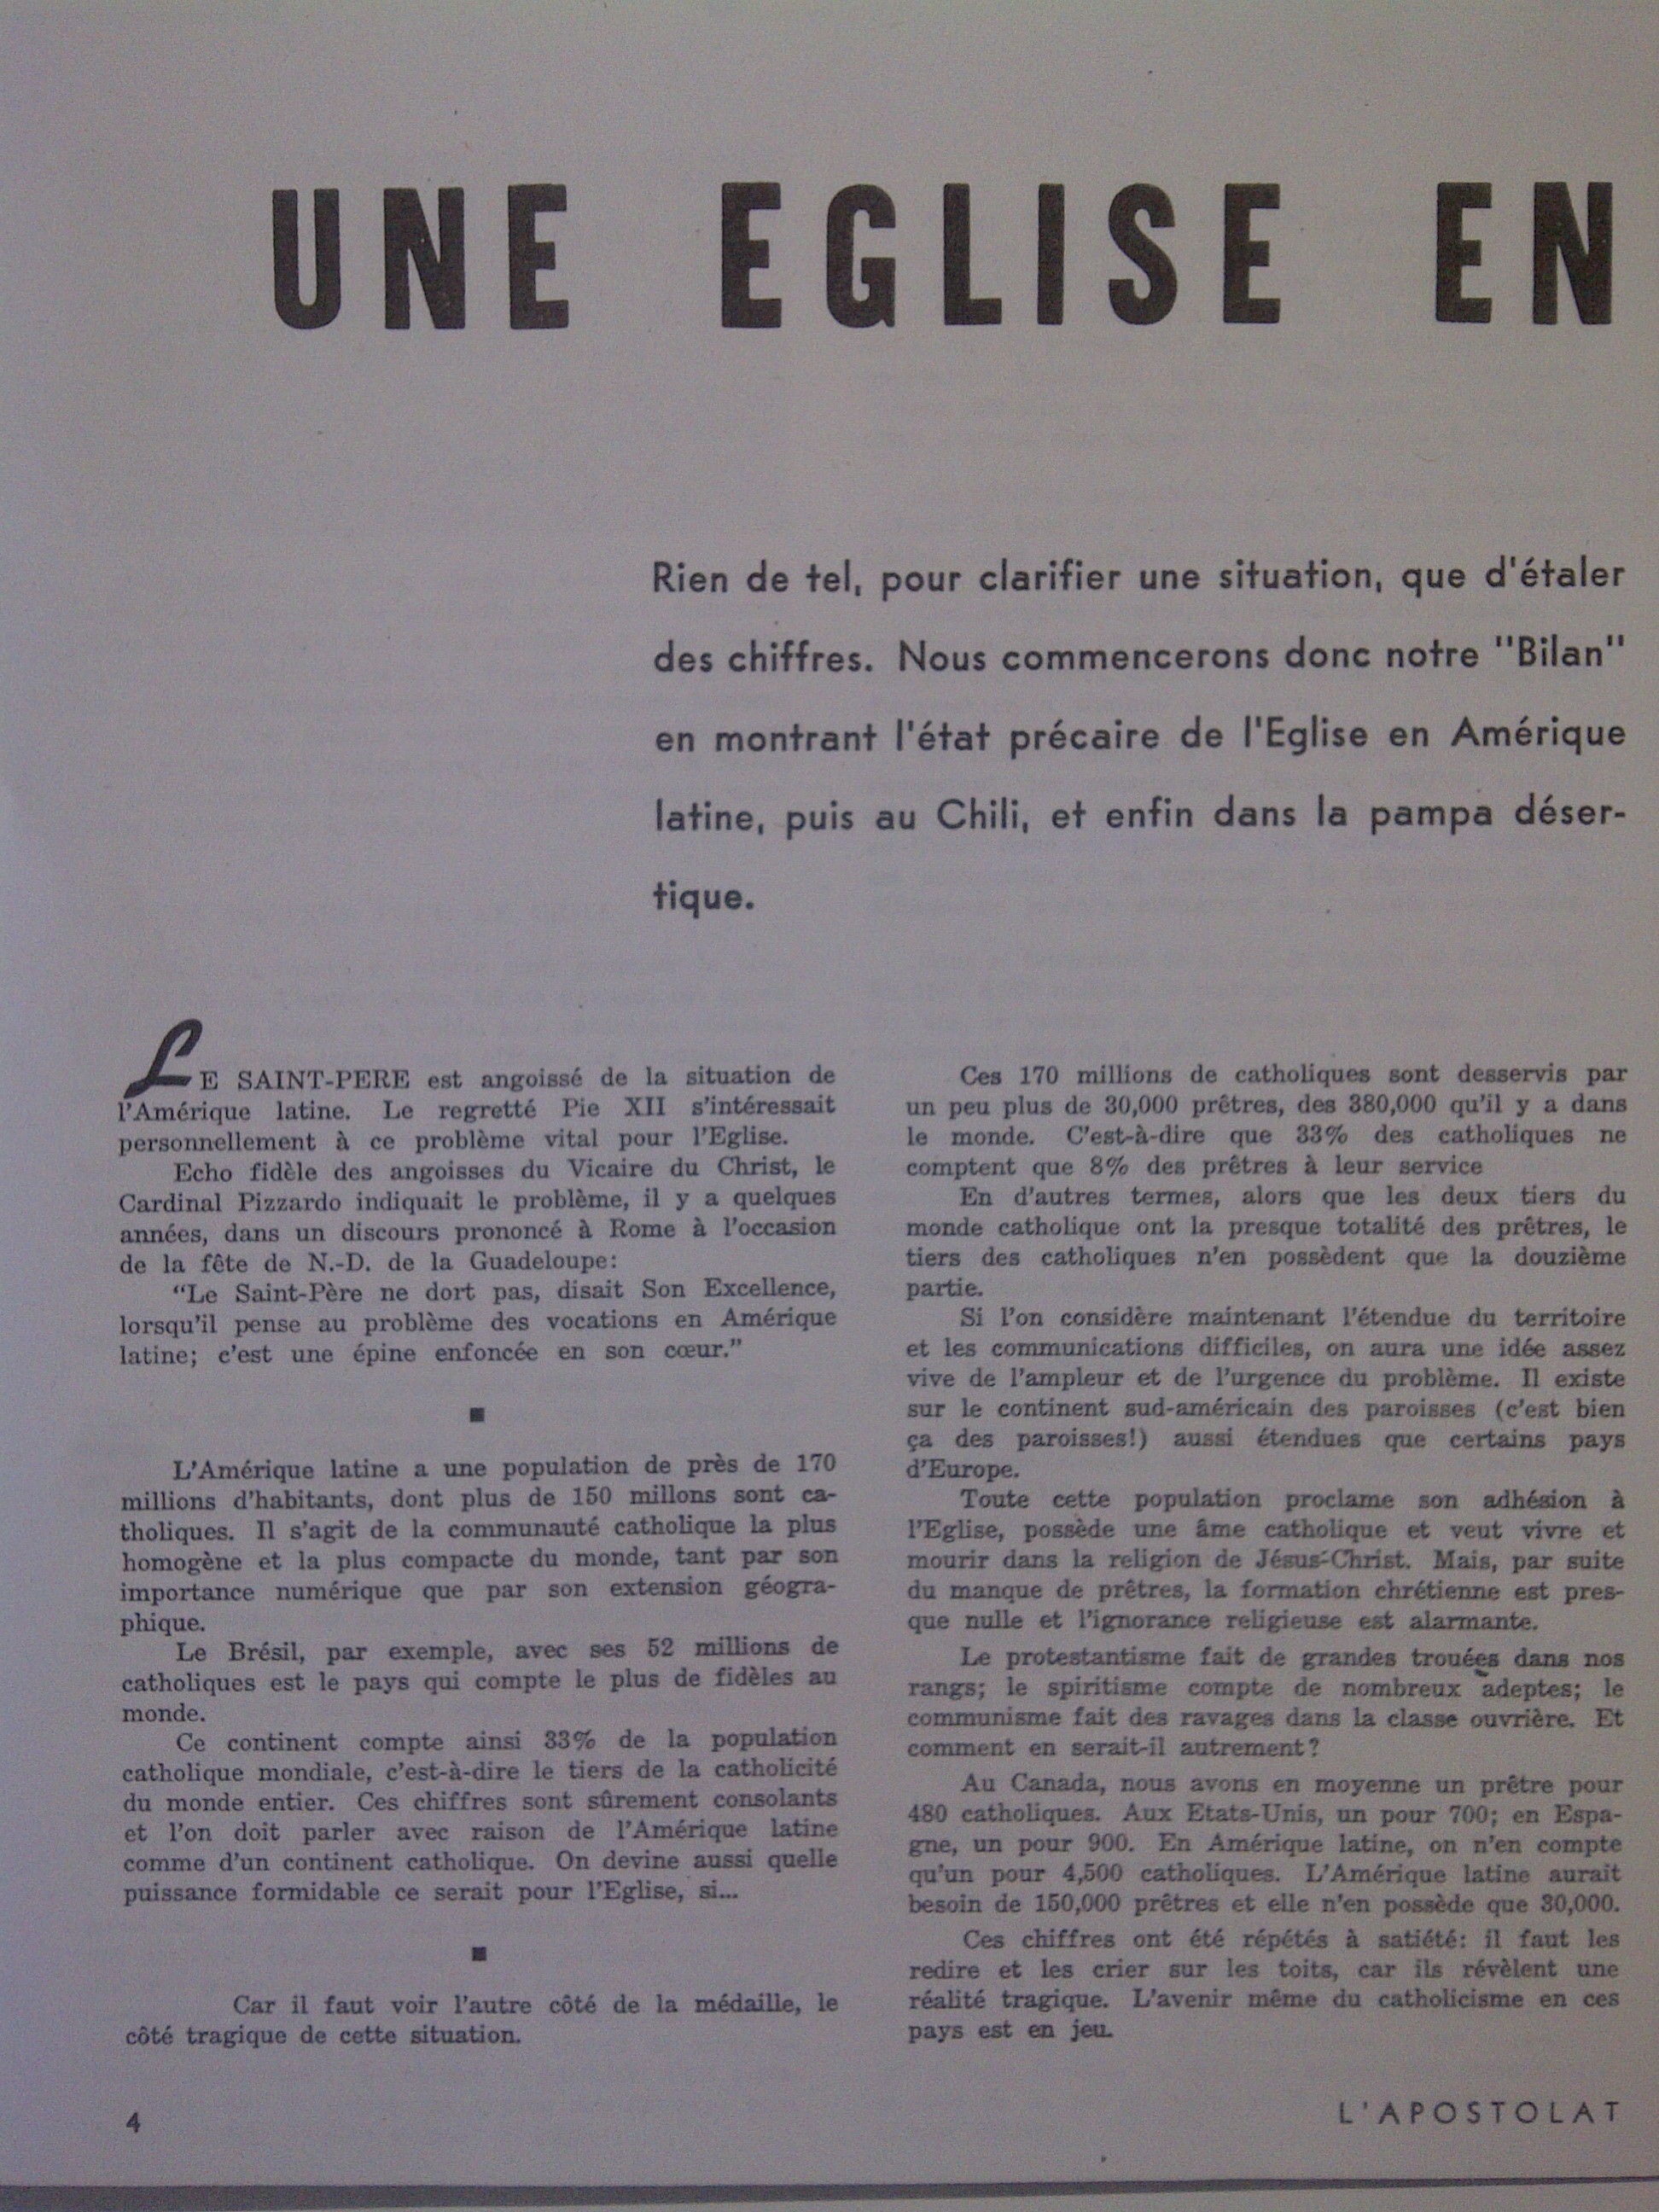 UNE EGLISE EN
Rien de tel, pour clarifier une situation, que d'étaler
des chiffres. Nous commencerons donc notre "Bilan"
en montrant l'état précaire de l'Eglise en Amérique
latine, puis au Chili, et enfin dans la pampa déser-
tique.
LE SAINT-PERE est angoissé de la situation de
l'Amérique latine. Le regretté Pie XII s'intéressait
personnellement à ce problème vital pour l'Eglise.
Echo fidèle des angoisses du Vicaire du Christ, le
Cardinal Pizzardo indiquait le problème, il y a quelques
années, dans un discours prononcé à Rome à l'occasion
de la fête de N.-D. de la Guadeloupe:
"Le Saint-Père ne dort pas, disait Son Excellence,
lorsqu'il pense au problème des vocations en Amérique
latine; c'est une épine enfoncée en son cœur."
L'Amérique latine a une population de près de 170
millions d'habitants, dont plus de 150 millons sont ca-
tholiques. Il s'agit de la communauté catholique la plus
homogène et la plus compacte du monde, tant par son
importance numérique que par son extension géogra-
phique.
Le Brésil, par exemple, avec ses 52 millions de
catholiques est le pays qui compte le plus de fidèles au
monde.
Ce continent compte ainsi 33% de la population
catholique mondiale, c'est-à-dire le tiers de la catholicité
du monde entier. Ces chiffres sont sûrement consolants
et l'on doit parler avec raison de l'Amérique latine
comme d'un continent catholique. On devine aussi quelle
puissance formidable ce serait pour l'Eglise, si...
Car il faut voir l'autre côté de la médaille, le
côté tragique de cette situation.
Ces 170 millions de catholiques sont desservis par
un peu plus de 30,000 prêtres, des 380,000 qu'il y a dans
le monde. C'est-à-dire que 33% des catholiques ne
comptent que 8% des prêtres à leur service
En d'autres termes, alors que les deux tiers du
monde catholique ont la presque totalité des prêtres, le
tiers des catholiques n'en possèdent que la douzième
partie.
Si l'on considère maintenant l'étendue du territoire
et les communications difficiles, on aura une idée assez
vive de l'ampleur et de l'urgence du problème. Il existe
sur le continent sud-américain des paroisses (c'est bien
ça des paroisses!) aussi étendues que certains pays
d'Europe.
Toute cette population proclame son adhésion à
l'Eglise, possède une âme catholique et veut vivre et
mourir dans la religion de Jésus-Christ. Mais, par suite
du manque de prêtres, la formation chrétienne est pres-
que nulle et l'ignorance religieuse est alarmante.
Le protestantisme fait de grandes trouées dans nos
rangs; le spiritisme compte de nombreux adeptes; le
communisme fait des ravages dans la classe ouvrière. Et
comment en serait-il autrement?
Au Canada, nous avons en moyenne un prêtre pour
480 catholiques. Aux Etats-Unis, un pour 700; en Espa-
gne, un pour 900. En Amérique latine, on n'en compte
qu'un pour 4,500 catholiques. L'Amérique latine aurait
besoin de 150,000 prêtres et elle n'en possède que 30,000.
Ces chiffres ont été répétés à satiété: il faut les
redire et les crier sur les toits, car ils révèlent une
réalité tragique. L'avenir même du catholicisme en ces
pays est en jeu.
4
L'APOSTOLAT